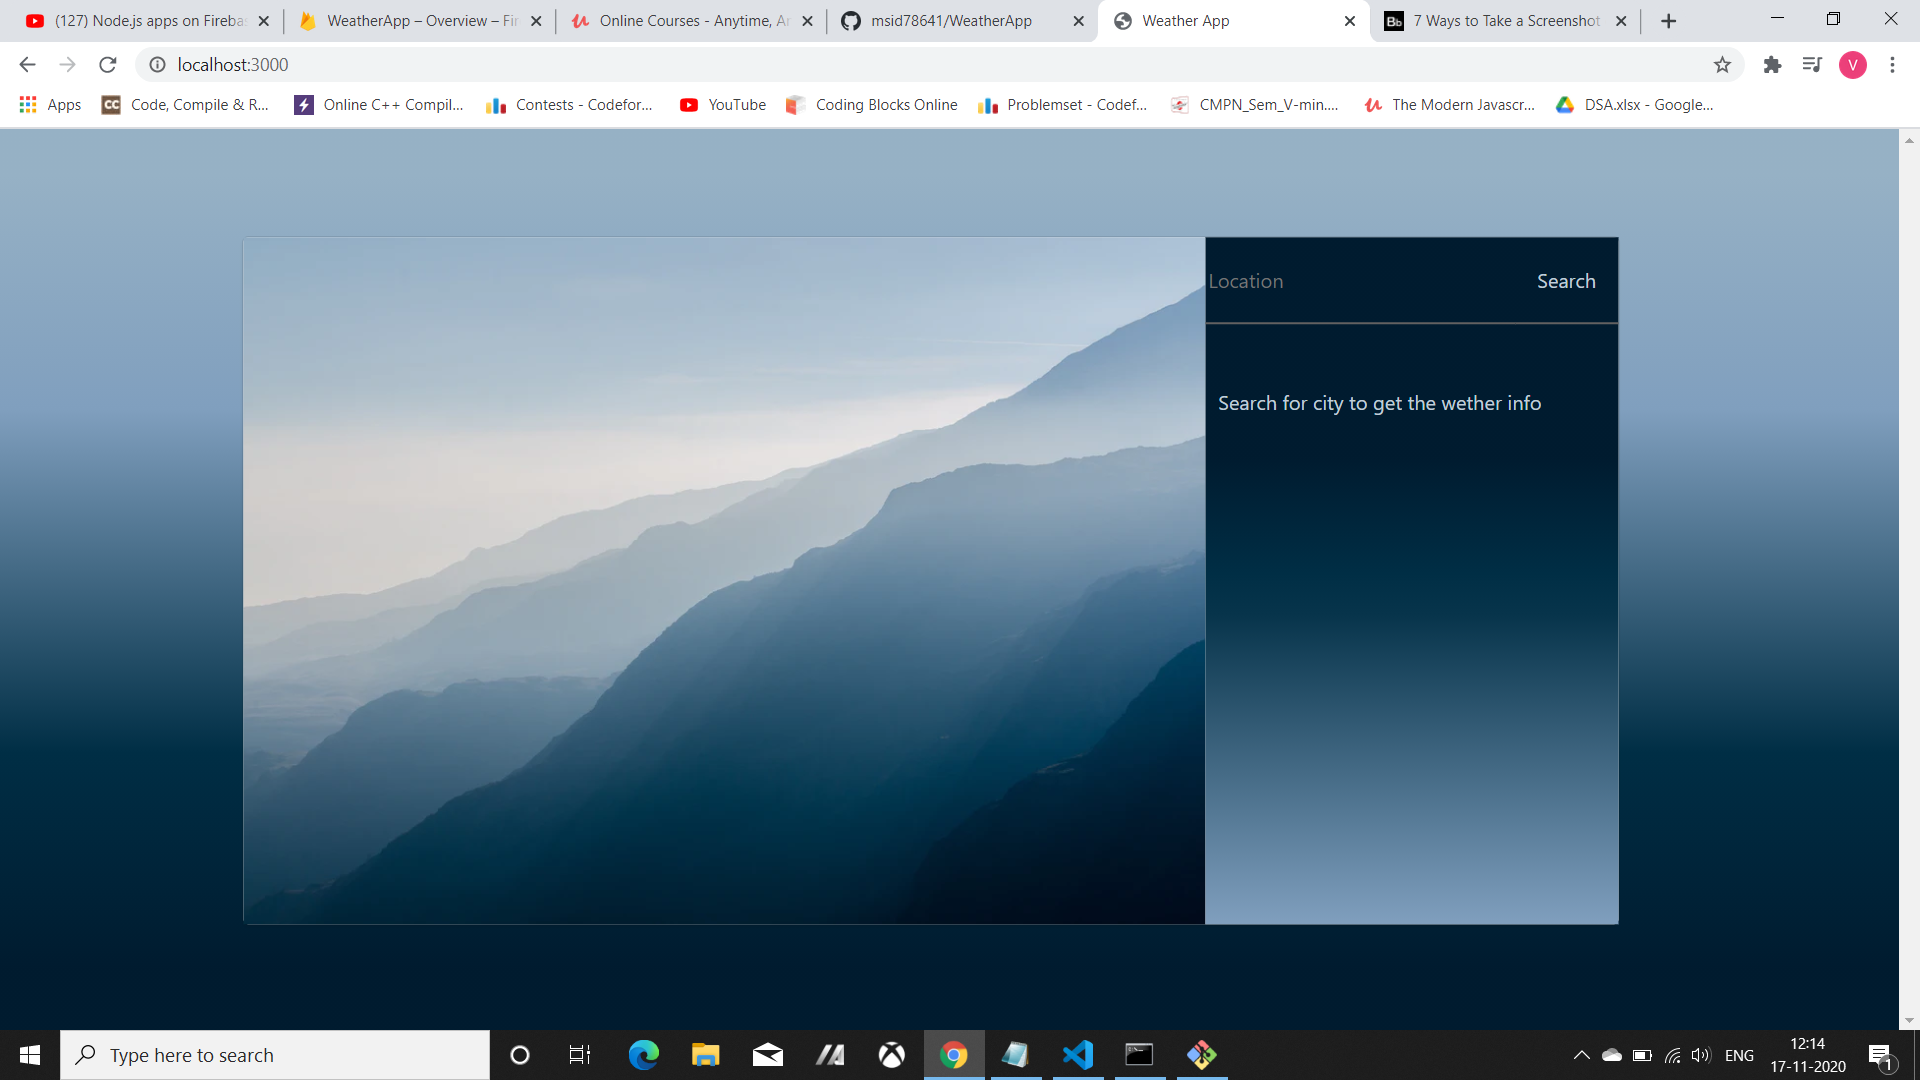 (127) Node.js apps on Fireba
WeatherApp – Overview – Fir
Online Courses - Anytime, An
msid78641/WeatherApp
Weather App
7 Ways to Take a Screenshot
localhost:3000
V
Apps
CC
Code, Compile & R...
Online C++ Compil...
Contests - Codefor...
YouTube
Coding Blocks Online
Problemset - Codef...
CMPN_Sem_V-min....
The Modern Javascr...
DSA.xlsx - Google...
Location
Search
Search for city to get the wether info
Type here to search
ENG
12:14
17-11-2020
1